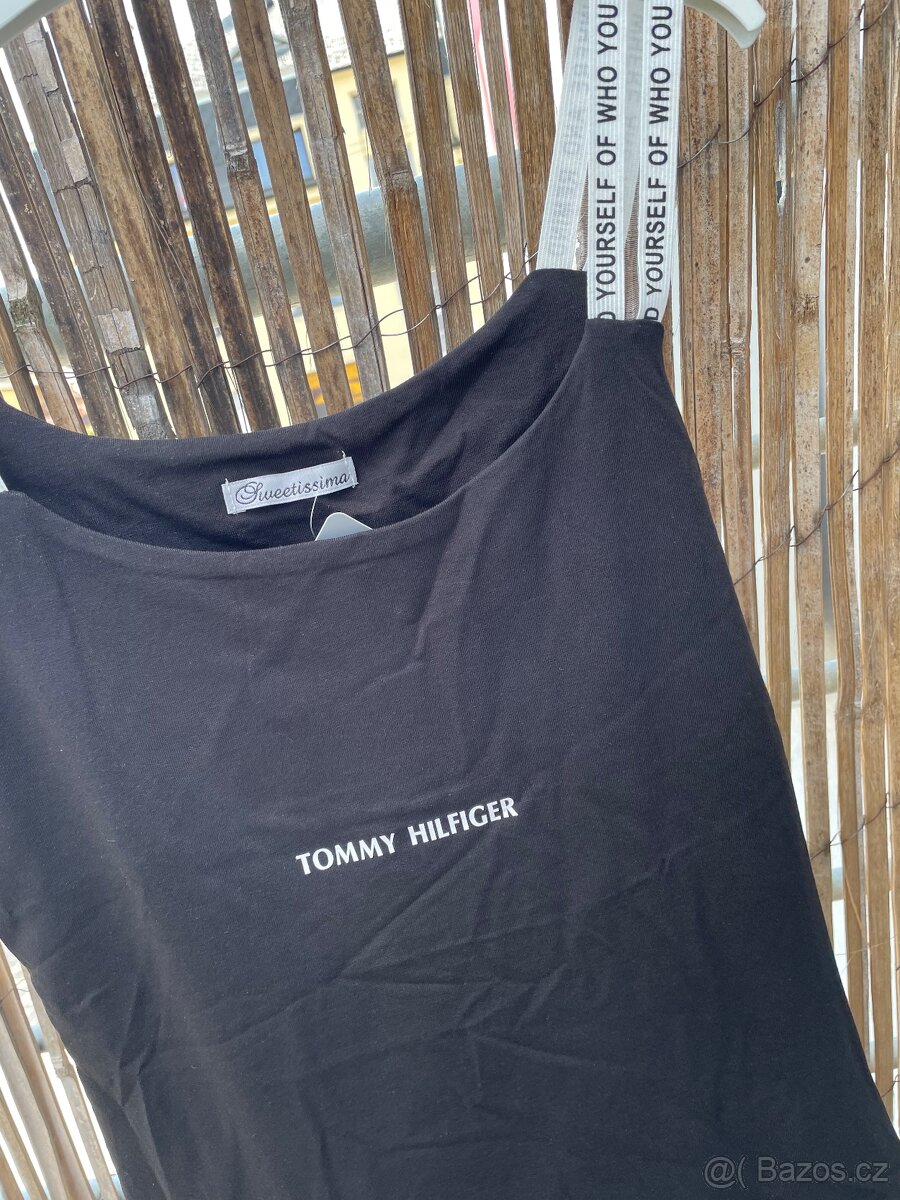 D YOURSELF OF WHO YOU
D YOURSELF OF WHO YOU
Sweetissima
TOMMY HILFIGER
@( Bazos.cz